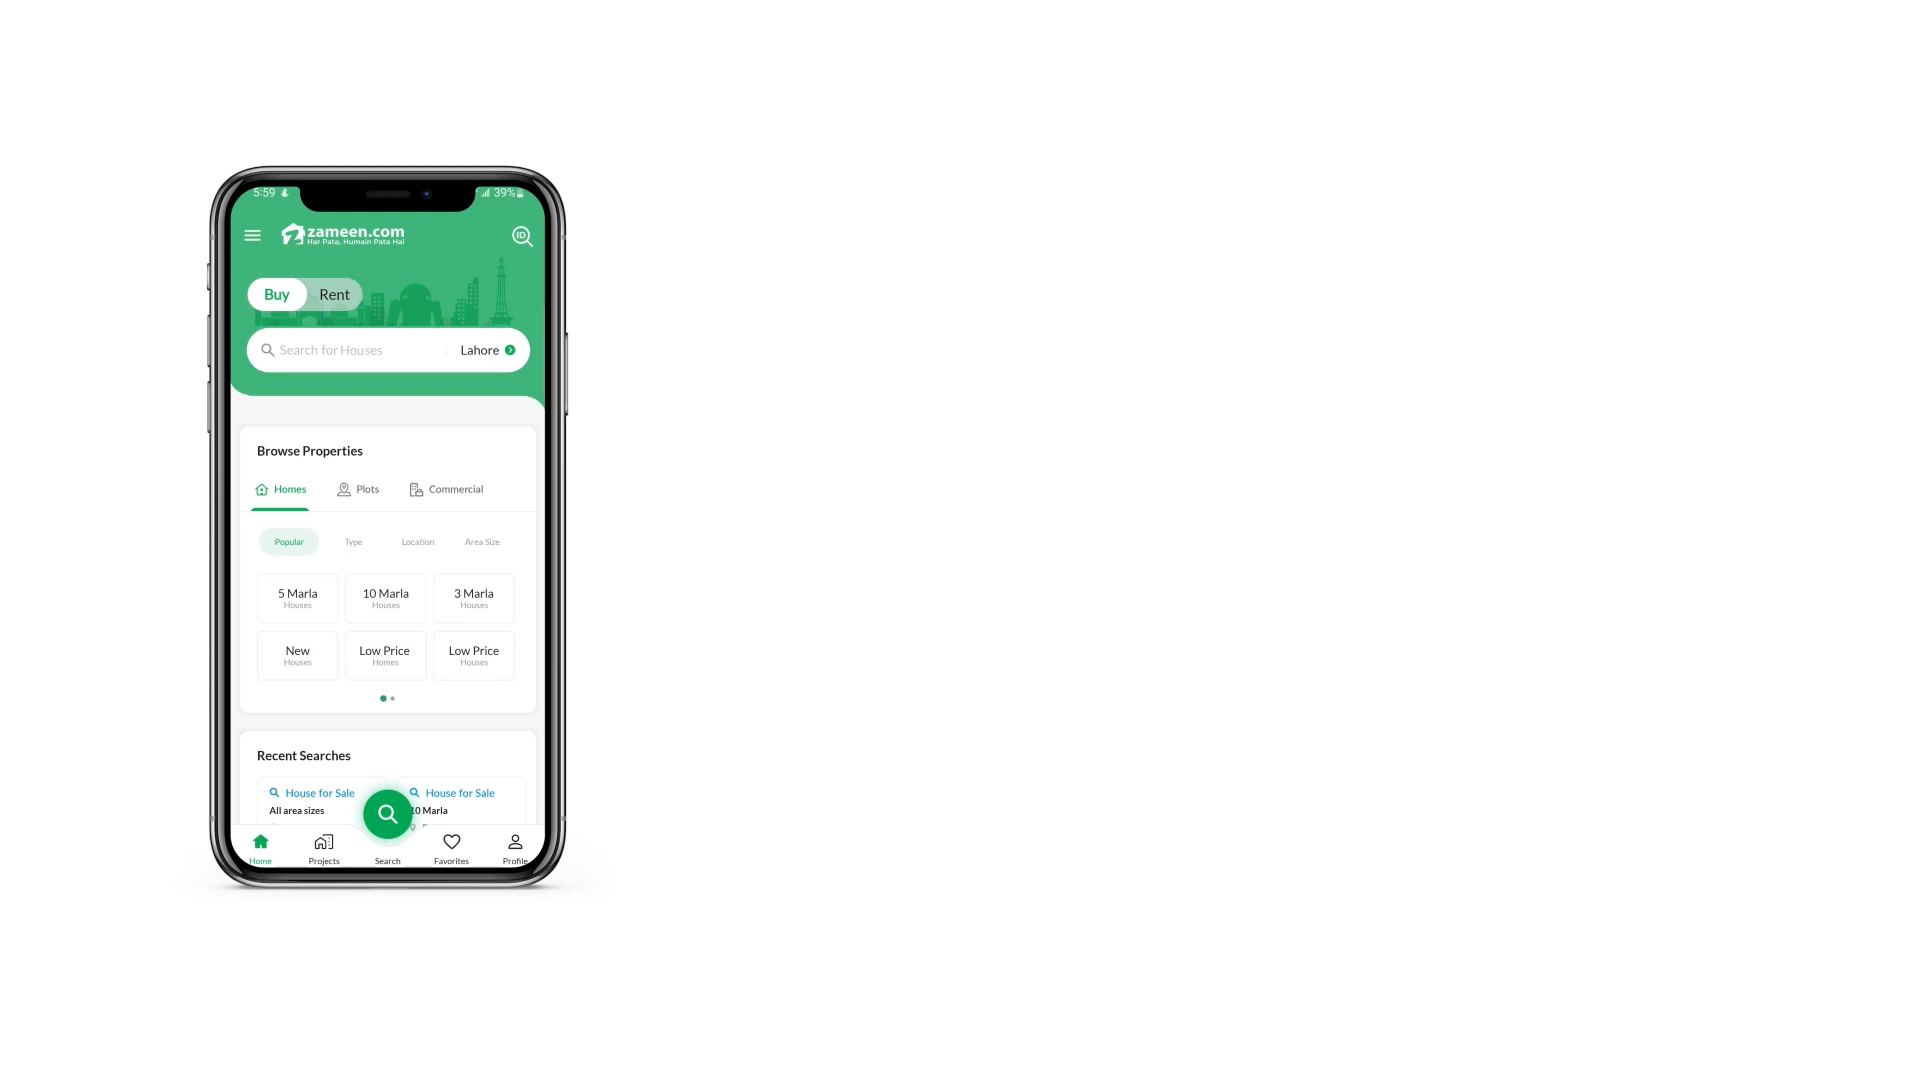 5:59
39%
zameen.com
Har Pata, Humain Pata Hai
ID
Buy Rent
Search for Houses Lahore
Browse Properties
Homes Plots Commercial
Popular Type Location Area Size
5 Marla 10 Marla 3 Marla
Houses Houses Houses
New Low Price Low Price
Houses Homes Houses
Recent Searches
House for Sale House for Sale
All area sizes 10 Marla
Home Projects Search Favorites Profile